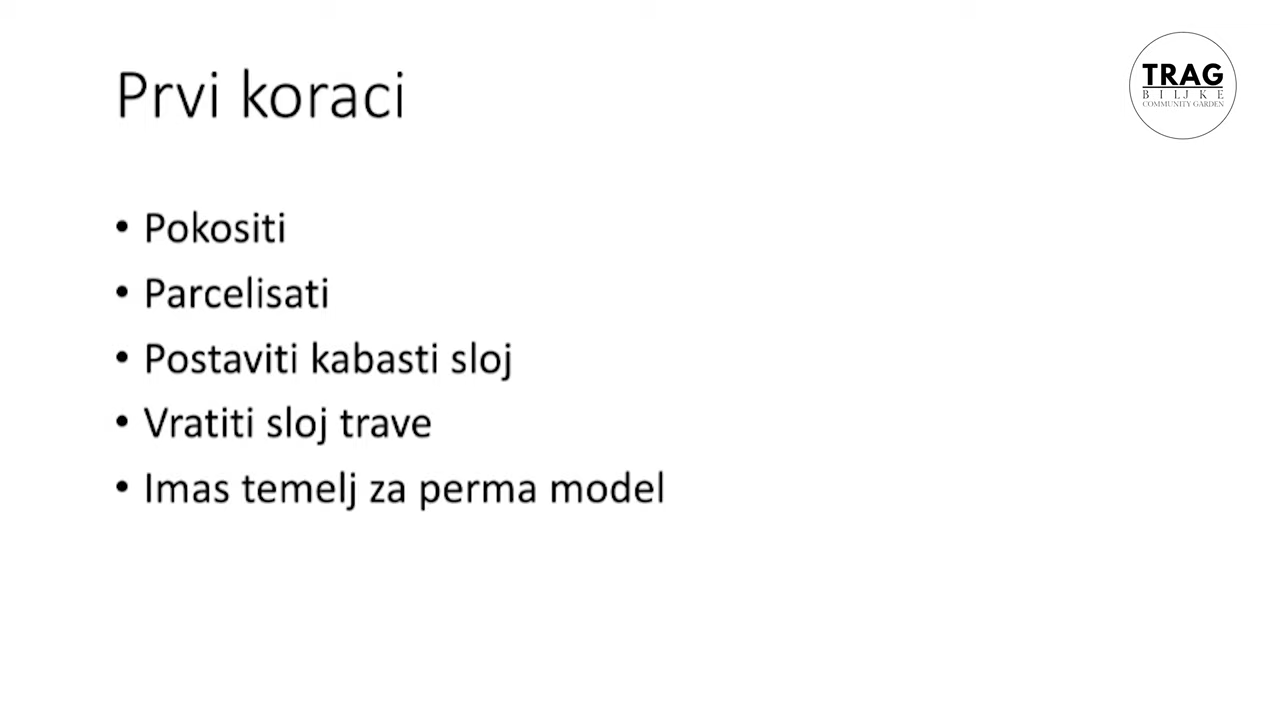 Prvi koraci
TRAG
BILJKE
COMMUNITY GARDEN
• Pokositi
• Parcelisati
• Postaviti kabasti sloj
• Vratiti sloj trave
• Imas temelj za perma model